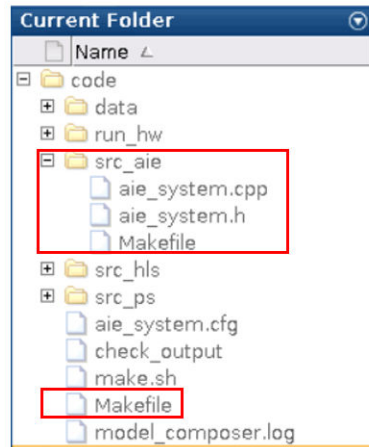 Current Folder
Name
code
data
run_hw
src_aie
aie_system.cpp
aie_system.h
Makefile
src_hls
src_ps
aie_system.cfg
check_output
make.sh
Makefile
model_composer.log